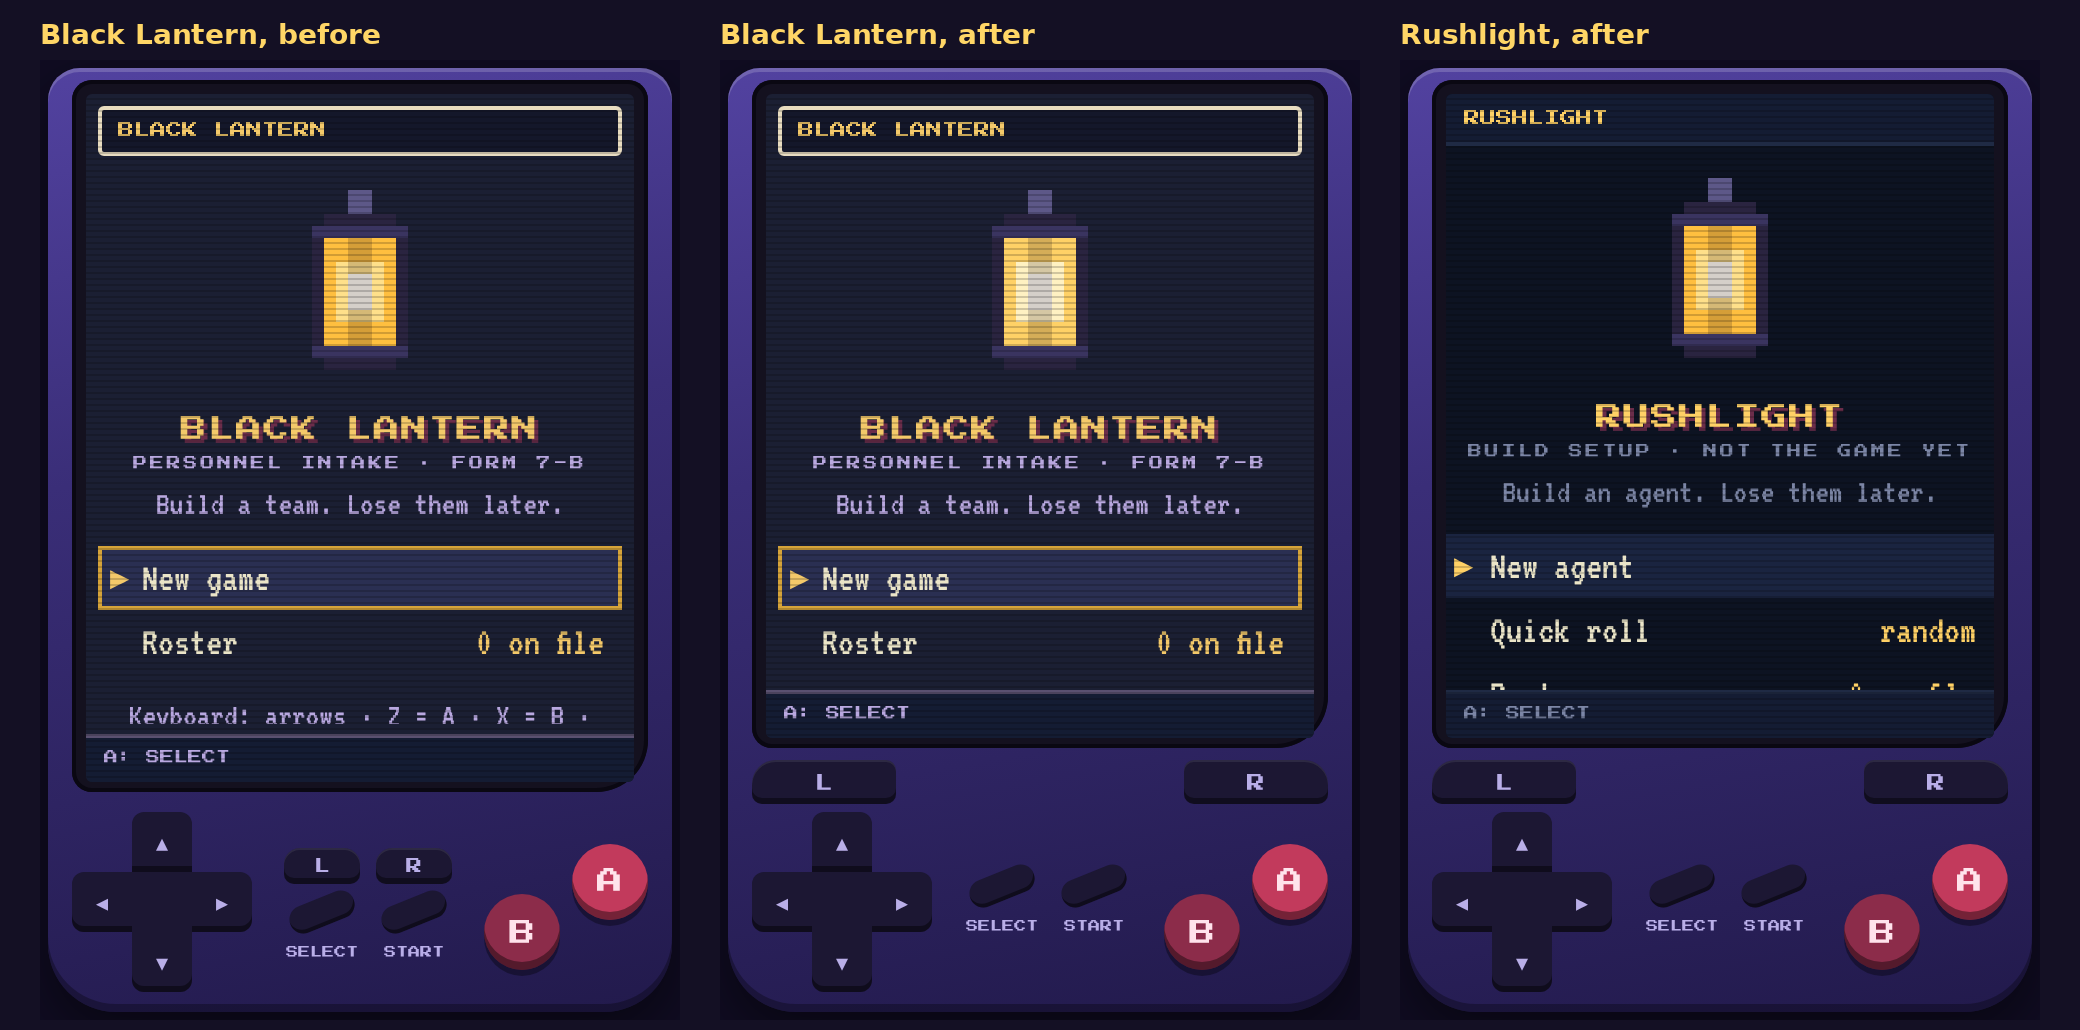 Black Lantern, before
BLACK LANTERN
BLACK LANTERN
PERSONNEL INTAKE · FORM 7-B
Build a team. Lose them later.
▶ New game
Roster 0 on file
Keyboard: arrows · Z = A · X = B ·
A: SELECT
L R
SELECT START
B
A
Black Lantern, after
BLACK LANTERN
BLACK LANTERN
PERSONNEL INTAKE · FORM 7-B
Build a team. Lose them later.
▶ New game
Roster 0 on file
A: SELECT
L R
SELECT START
B
A
Rushlight, after
RUSHLIGHT
RUSHLIGHT
BUILD SETUP · NOT THE GAME YET
Build an agent. Lose them later.
▶ New agent
Quick roll random
A: SELECT
L R
SELECT START
B
A